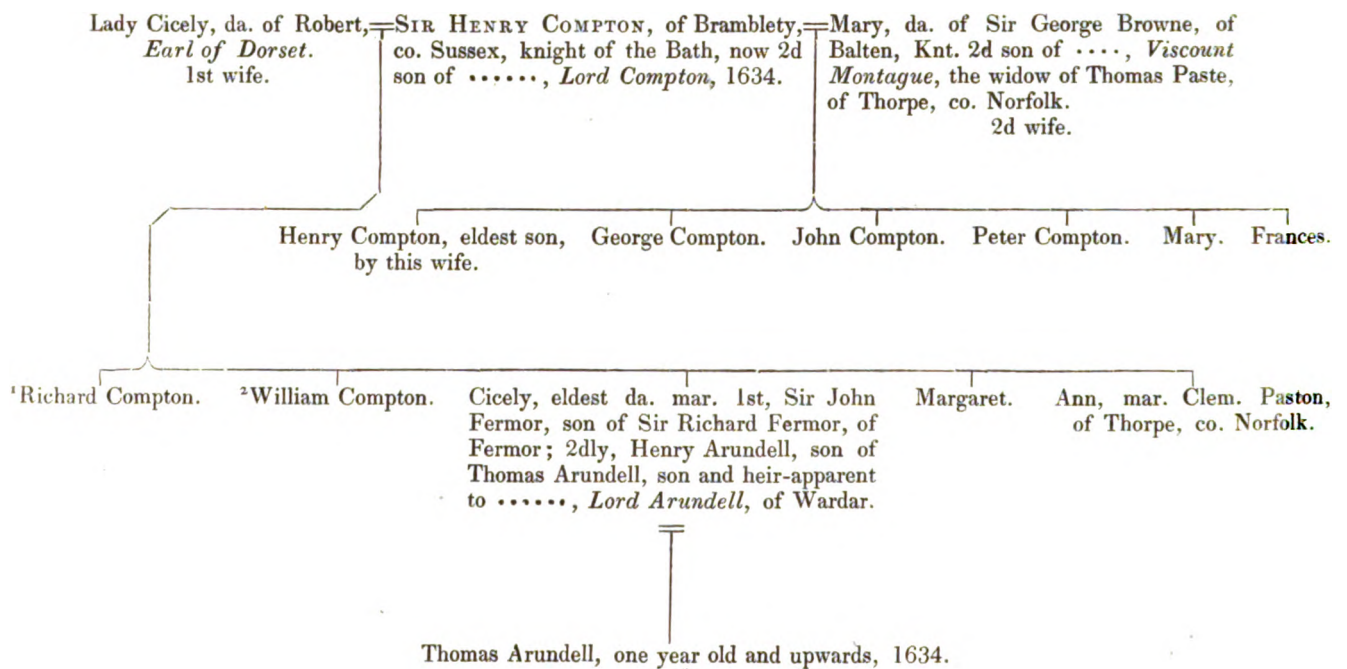 Lady Cicely, da. of Robert,
Earl of Dorset.
1st wife.
SIR HENRY COMPTON, of Bramblety,
co. Sussex, knight of the Bath, now 2d
son of ······, Lord Compton, 1634.
Mary, da. of Sir George Browne, of
Balten, Knt. 2d son of ····, Viscount
Montague, the widow of Thomas Paste,
of Thorpe, co. Norfolk.
2d wife.
Henry Compton, eldest son,
by this wife.
George Compton.
John Compton.
Peter Compton.
Mary.
Frances.
¹Richard Compton.
²William Compton.
Cicely, eldest da. mar. 1st, Sir John
Fermor, son of Sir Richard Fermor, of
Fermor; 2dly, Henry Arundell, son of
Thomas Arundell, son and heir-apparent
to ······, Lord Arundell, of Wardar.
Margaret.
Ann, mar. Clem. Paston,
of Thorpe, co. Norfolk.
Thomas Arundell, one year old and upwards, 1634.